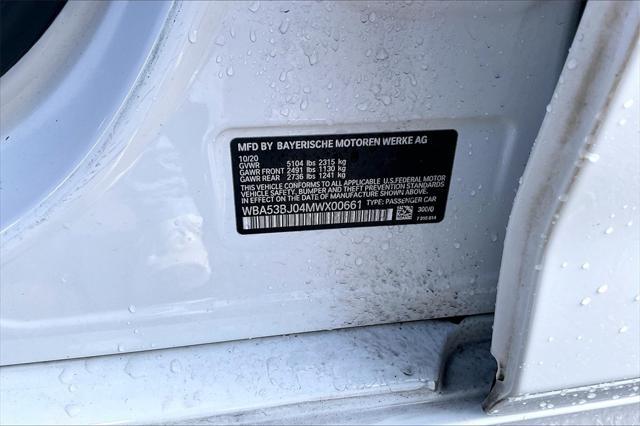 MFD BY BAYERISCHE MOTOREN WERKE AG
10/20
GVWR 5104 lbs 2315 kg
GAWR FRONT 2491 lbs 1130 kg
GAWR REAR 2736 lbs 1241 kg
THIS VEHICLE CONFORMS TO ALL APPLICABLE U.S.FEDERAL MOTOR
VEHICLE SAFETY, BUMPER, AND THEFT PREVENTION STANDARDS
IN EFFECT ON THE DATE OF MANUFACTURE SHOWN ABOVE.
WBA53BJ04MWX00661 TYPE: PASSENGER CAR
300/0